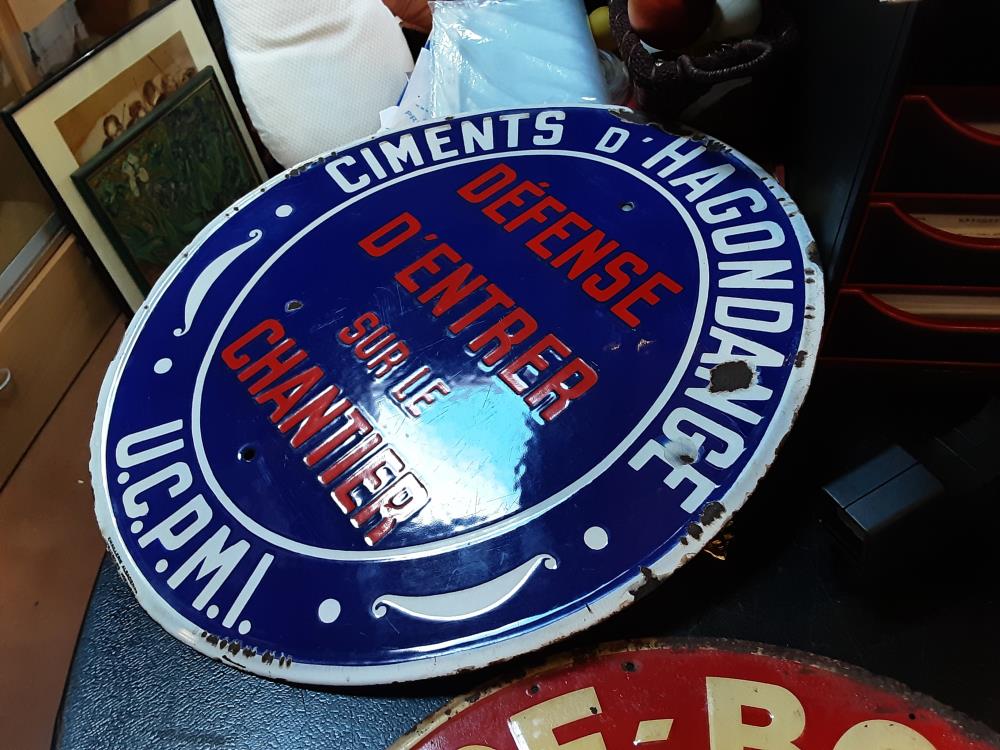 CIMENTS D'HAGONDANGE
DÉFENSE
D'ENTRER
SUR LE
CHANTIER
U.C.P.M.I.